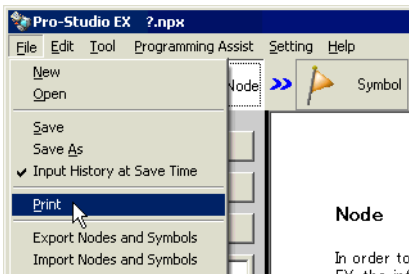 Pro-Studio EX ?.npx
File Edit Tool Programming Assist Setting Help
New
Node
Symbol
Open
Save
Save As
Input History at Save Time
Print
Node
Export Nodes and Symbols
Import Nodes and Symbols
In order to
EX, the inf